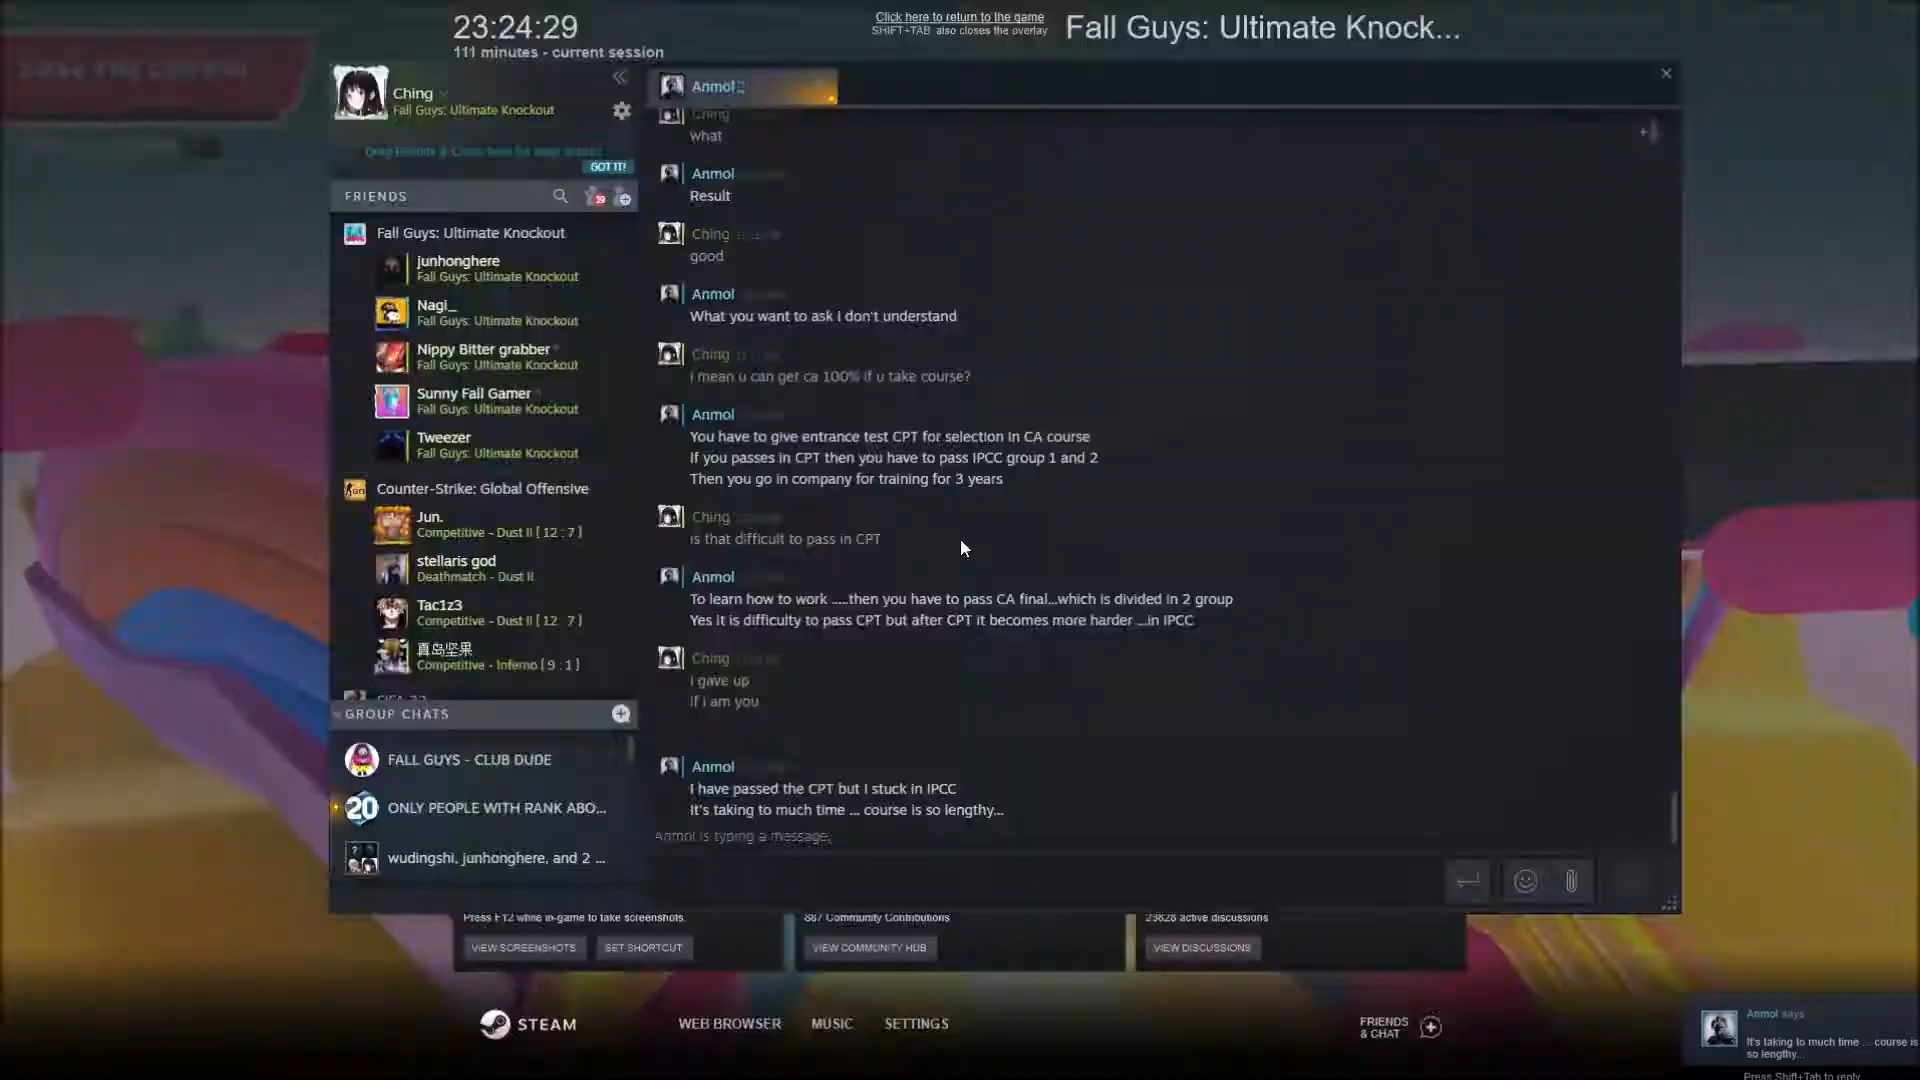 23:24:29
111 minutes - current session
Click here to return to the game
SHIFT+TAB also closes the overlay
Fall Guys: Ultimate Knock...
Ching
Fall Guys: Ultimate Knockout
GOT IT!
FRIENDS
39
Fall Guys: Ultimate Knockout
junhonghere
Fall Guys: Ultimate Knockout
Nagi_
Fall Guys: Ultimate Knockout
Nippy Bitter grabber
Fall Guys: Ultimate Knockout
Sunny Fall Gamer
Fall Guys: Ultimate Knockout
Tweezer
Fall Guys: Ultimate Knockout
Counter-Strike: Global Offensive
Jun.
Competitive - Dust II [ 12 : 7 ]
stellaris god
Deathmatch - Dust II
Tac1z3
Competitive - Dust II [ 12 : 7 ]
真岛坚果
Competitive - Inferno [ 9 : 1 ]
GROUP CHATS
FALL GUYS - CLUB DUDE
20
ONLY PEOPLE WITH RANK ABO...
wudingshi, junhonghere, and 2 ...
Anmol
Ching
what
Anmol
Result
Ching
good
Anmol
What you want to ask I don't understand
Ching
i mean u can get ca 100% if u take course?
Anmol
You have to give entrance test CPT for selection in CA course
If you passes in CPT then you have to pass IPCC group 1 and 2
Then you go in company for training for 3 years
Ching
is that difficult to pass in CPT
Anmol
To learn how to work .....then you have to pass CA final...which is divided in 2 group
Yes it is difficulty to pass CPT but after CPT it becomes more harder ...in IPCC
Ching
i gave up
if i am you
Anmol
I have passed the CPT but I stuck in IPCC
It's taking to much time ... course is so lengthy...
Anmol is typing a message.
Press F12 while in-game to take screenshots.
VIEW SCREENSHOTS
SET SHORTCUT
887 Community Contributions
VIEW COMMUNITY HUB
23828 active discussions
VIEW DISCUSSIONS
STEAM
WEB BROWSER
MUSIC
SETTINGS
FRIENDS
& CHAT
Anmol says
It's taking to much time ... course is
so lengthy...
Press Shift+Tab to reply